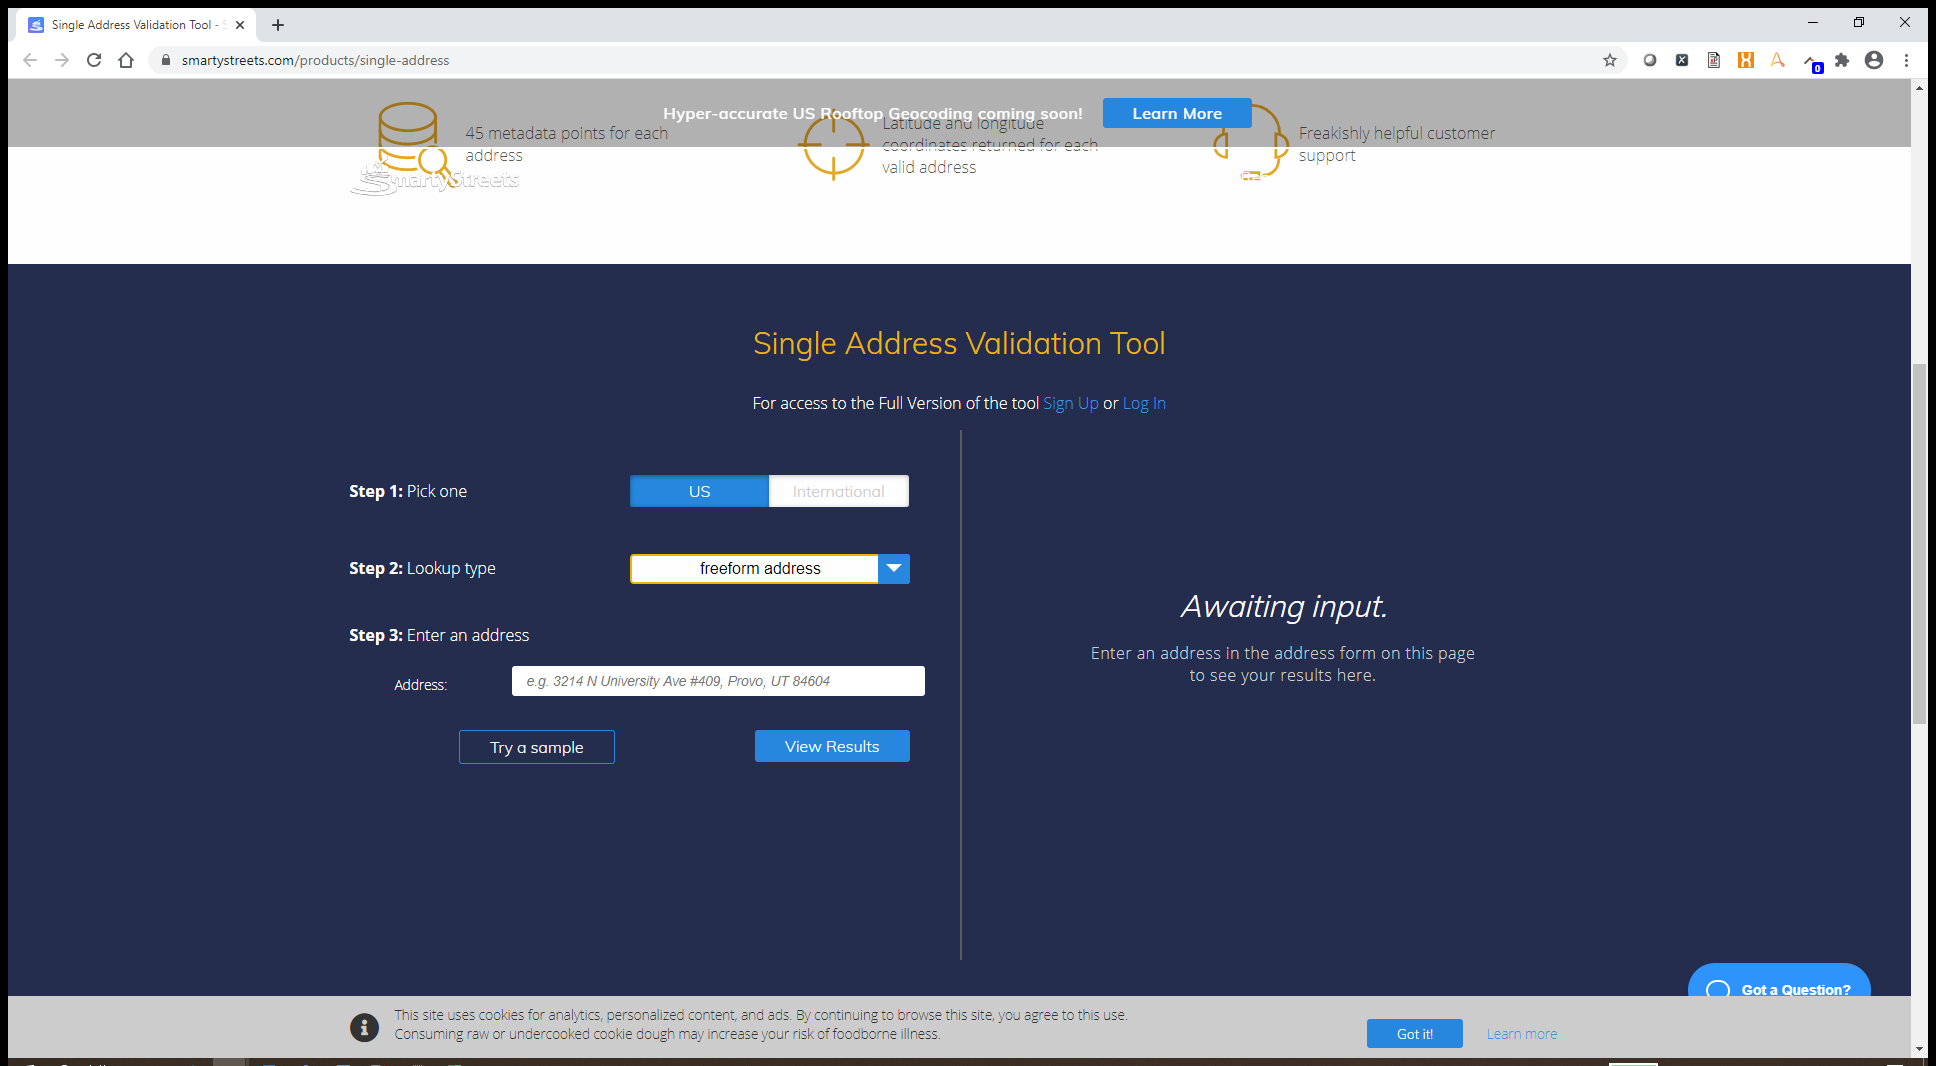 Single Address Validation Tool -
smartystreets.com/products/single-address
0
Hyper-accurate US Rooftop Geocoding coming soon!
Learn More
45 metadata points for each
address
Latitude and longitude
coordinates returned for each
valid address
Freakishly helpful customer
support
SmartyStreets
Single Address Validation Tool
For access to the Full Version of the tool Sign Up or Log In
Step 1: Pick one
US
International
Step 2: Lookup type
freeform address
Step 3: Enter an address
Address:
e.g. 3214 N University Ave #409, Provo, UT 84604
Try a sample
View Results
Awaiting input.
Enter an address in the address form on this page
to see your results here.
Got a Question?
This site uses cookies for analytics, personalized content, and ads. By continuing to browse this site, you agree to this use.
Consuming raw or undercooked cookie dough may increase your risk of foodborne illness.
Got it!
Learn more